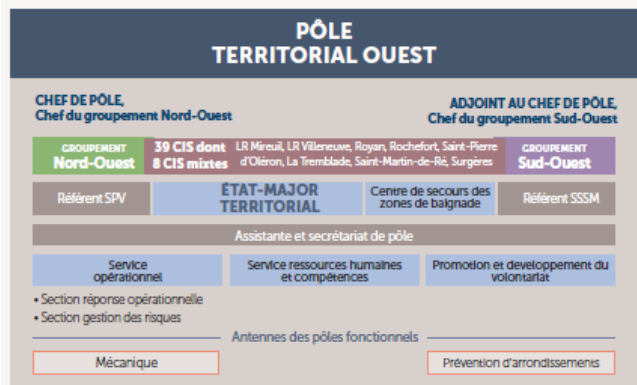 PÔLE
TERRITORIAL OUEST
CHEF DE PÔLE,
Chef du groupement Nord-Ouest
ADJOINT AU CHEF DE PÔLE,
Chef du groupement Sud-Ouest
GROUPEMENT
Nord-Ouest
39 CIS dont
8 CIS mixtes
LR Mireuil, LR Villeneuve, Royan, Rochefort, Saint-Pierre
d'Oléron, La Tremblade, Saint-Martin-de-Ré, Surgères
GROUPEMENT
Sud-Ouest
Référent SPV
ÉTAT-MAJOR
TERRITORIAL
Centre de secours des
zones de baignade
Référent SSSM
Assistante et secrétariat de pôle
Service
opérationnel
Service ressources humaines
et compétences
Promotion et developpement du
volontariat
• Section réponse opérationnelle
• Section gestion des risques
Antennes des pôles fonctionnels
Mécanique
Prévention d'arrondissements